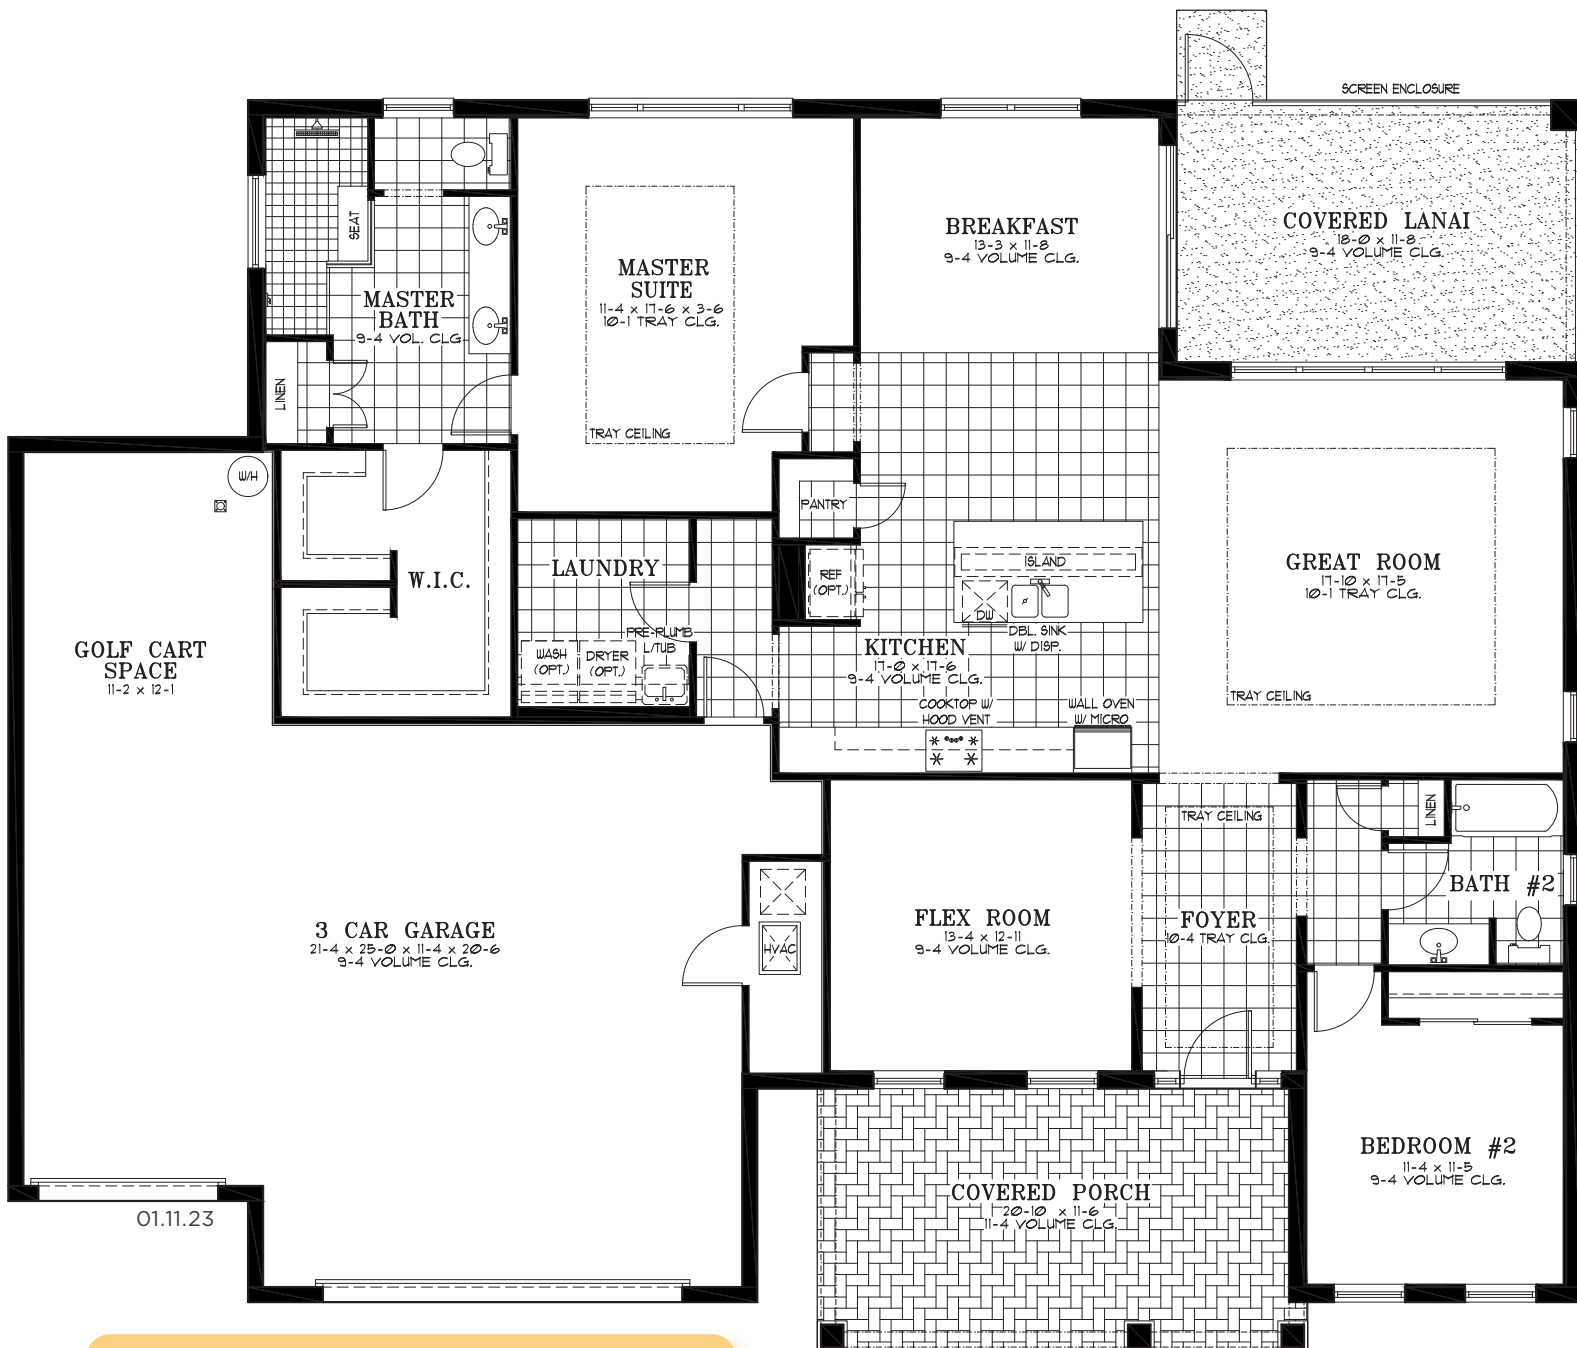 SCREEN ENCLOSURE
COVERED LANAI
18-0 x 11-8
9-4 VOLUME CLG.
BREAKFAST
13-3 x 11-8
9-4 VOLUME CLG.
MASTER
SUITE
11-4 x 17-6 x 3-6
10-1 TRAY CLG.
TRAY CEILING
SEAT
MASTER
BATH
9-4 VOL. CLG
LINEN
W/H
W.I.C.
PANTRY
REF
(OPT.)
LAUNDRY
PRE-PLUMB
L/TUB
WASH
(OPT.)
DRYER
(OPT.)
ISLAND
DW
DBL. SINK
W/ DISP.
KITCHEN
17-0 x 17-6
9-4 VOLUME CLG.
COOKTOP W/
HOOD VENT
WALL OVEN
W/ MICRO
GREAT ROOM
17-10 x 17-5
10-1 TRAY CLG.
TRAY CEILING
GOLF CART
SPACE
11-2 x 12-1
3 CAR GARAGE
21-4 x 25-0 x 11-4 x 20-6
9-4 VOLUME CLG.
HVAC
FLEX ROOM
13-4 x 12-11
9-4 VOLUME CLG.
TRAY CEILING
FOYER
10-4 TRAY CLG.
LINEN
BATH #2
BEDROOM #2
11-4 x 11-5
9-4 VOLUME CLG.
COVERED PORCH
20-10 x 11-6
11-4 VOLUME CLG.
01.11.23